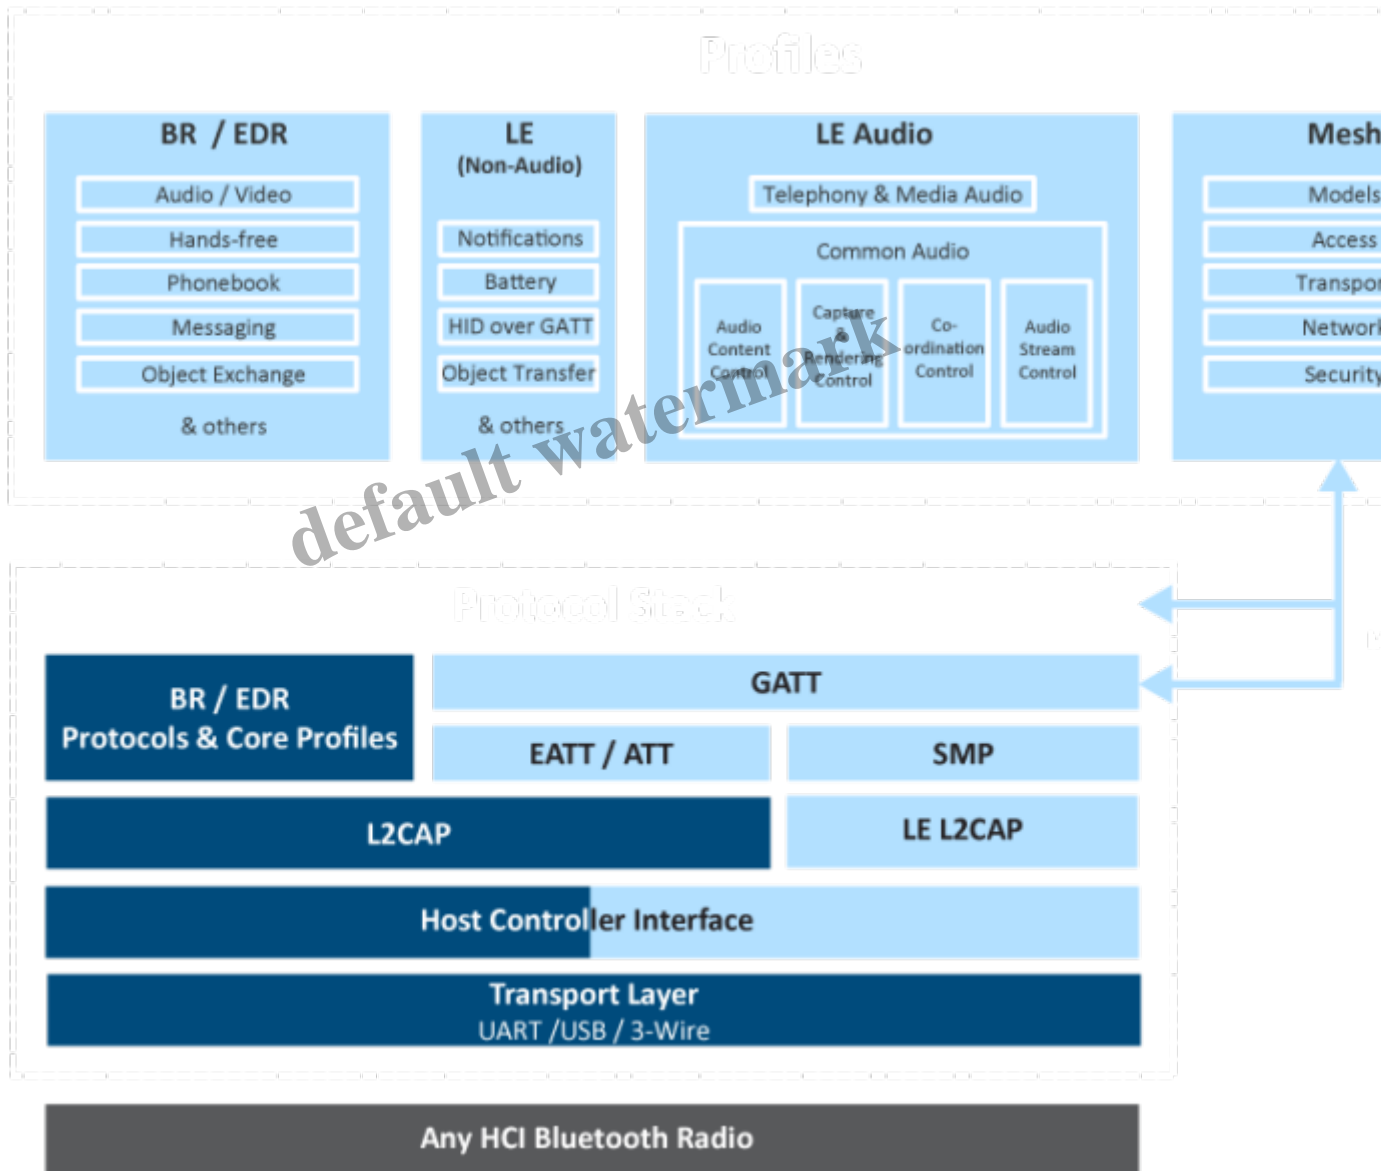 Profiles
BR / EDR
Audio / Video
Hands-free
Phonebook
Messaging
Object Exchange
& others
LE
(Non-Audio)
Notifications
Battery
HID over GATT
Object Transfer
& others
LE Audio
Telephony & Media Audio
Common Audio
Audio
Content
Control
Capture
&
Rendering
Control
Co-
ordination
Control
Audio
Stream
Control
Mesh
Models
Access
Transpor
Network
Security
default watermark
Protocol Stack
BR / EDR
Protocols & Core Profiles
GATT
EATT / ATT
SMP
L2CAP
LE L2CAP
Host Controller Interface
Transport Layer
UART /USB / 3-Wire
Any HCI Bluetooth Radio